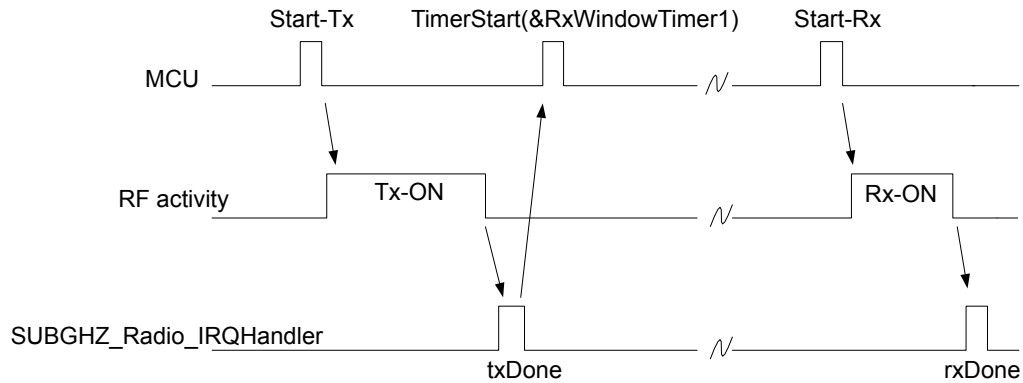 Start-Tx
TimerStart(&RxWindowTimer1)
Start-Rx
MCU
RF activity
Tx-ON
Rx-ON
SUBGHZ_Radio_IRQHandler
txDone
rxDone